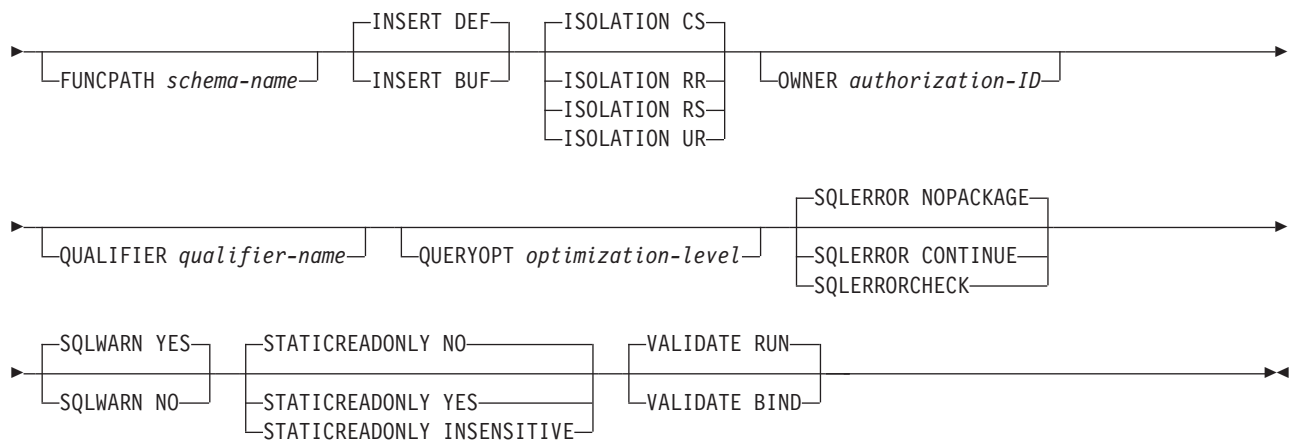 INSERT DEF
ISOLATION CS
FUNCPATH schema-name
INSERT BUF
ISOLATION RR
OWNER authorization-ID
ISOLATION RS
ISOLATION UR
SQLERROR NOPACKAGE
QUALIFIER qualifier-name
QUERYOPT optimization-level
SQLERROR CONTINUE
SQLERRORCHECK
SQLWARN YES
STATICREADONLY NO
VALIDATE RUN
SQLWARN NO
STATICREADONLY YES
VALIDATE BIND
STATICREADONLY INSENSITIVE